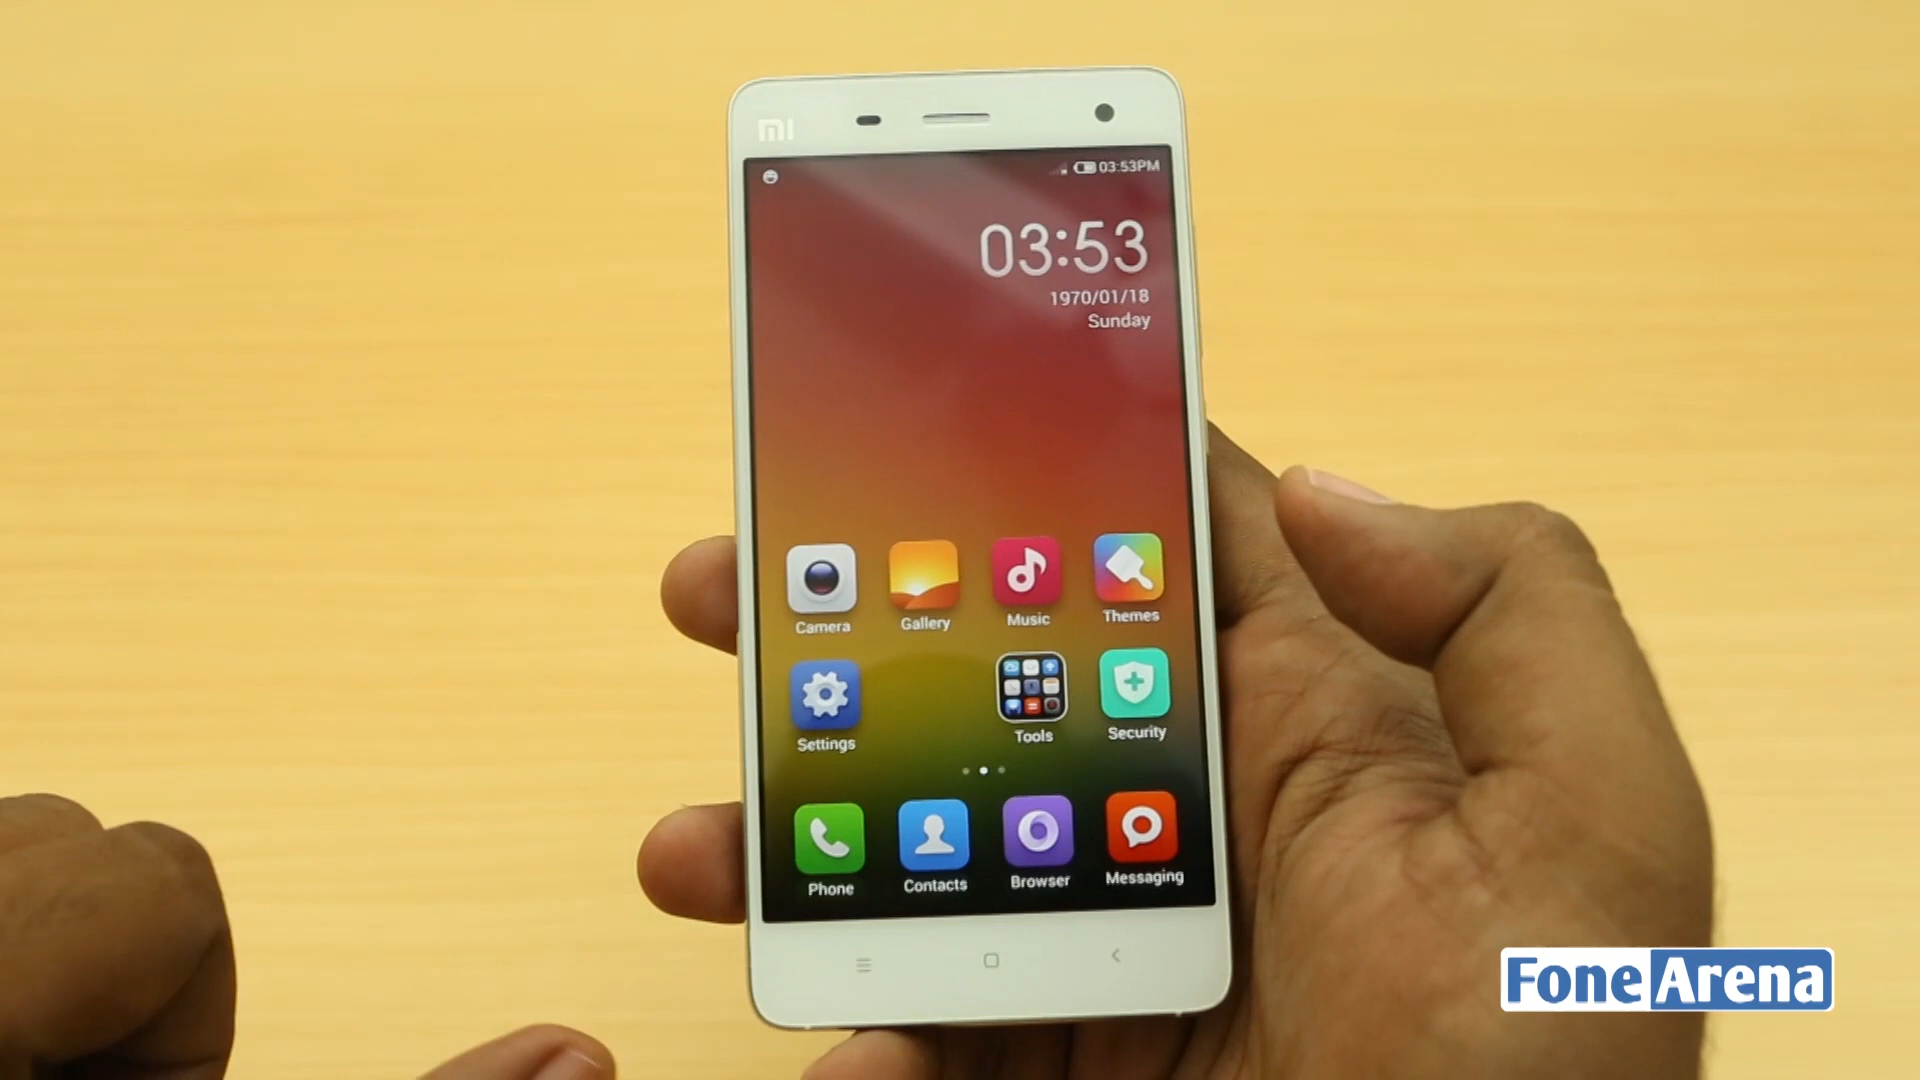 mi
03:53PM
03:53
1970/01/18
Sunday
Camera Gallery Music Themes
Settings Tools Security
Phone Contacts Browser Messaging
FoneArena